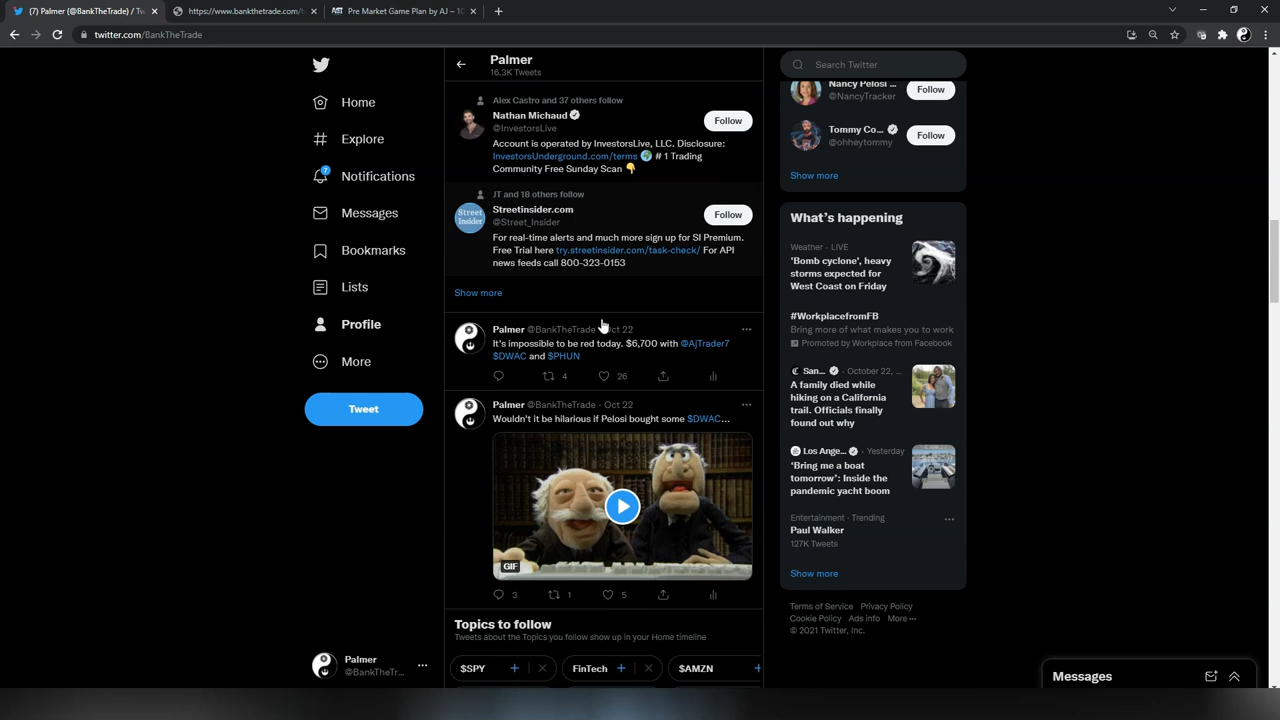 (7) Palmer (@BankTheTrade) / Tw
https://www.bankthetrade.com/t
Pre Market Game Plan by AJ – 10
twitter.com/BankTheTrade
Home
Explore
7
Notifications
Messages
Bookmarks
Lists
Profile
More
Tweet
Palmer
@BankTheTr...
Palmer
16.3K Tweets
Alex Castro and 37 others follow
Nathan Michaud
@InvestorsLive
Follow
Account is operated by InvestorsLive, LLC. Disclosure:
InvestorsUnderground.com/terms 🌍 # 1 Trading
Community Free Sunday Scan 👇
JT and 18 others follow
Street Insider
Streetinsider.com
@Street_Insider
Follow
For real-time alerts and much more sign up for SI Premium.
Free Trial here try.streetinsider.com/task-check/ For API
news feeds call 800-323-0153
Show more
Palmer @BankTheTrade · Oct 22
It's impossible to be red today. $6,700 with @AjTrader7
$DWAC and $PHUN
4 26
Palmer @BankTheTrade · Oct 22
Wouldn't it be hilarious if Pelosi bought some $DWAC...
GIF
3 1 5
Topics to follow
Tweets about the Topics you follow show up in your Home timeline
$SPY
FinTech
$AMZN
Search Twitter
Nancy Pelosi ...
@NancyTracker
Follow
Tommy Co...
@ohheytommy
Follow
Show more
What's happening
Weather · LIVE
'Bomb cyclone', heavy
storms expected for
West Coast on Friday
#WorkplacefromFB
Bring more of what makes you to work
Promoted by Workplace from Facebook
San... · October 22, ...
A family died while
hiking on a California
trail. Officials finally
found out why
Los Ange... · Yesterday
'Bring me a boat
tomorrow': Inside the
pandemic yacht boom
Entertainment · Trending
Paul Walker
127K Tweets
Show more
Terms of Service Privacy Policy
Cookie Policy Ads info More ···
© 2021 Twitter, Inc.
Messages